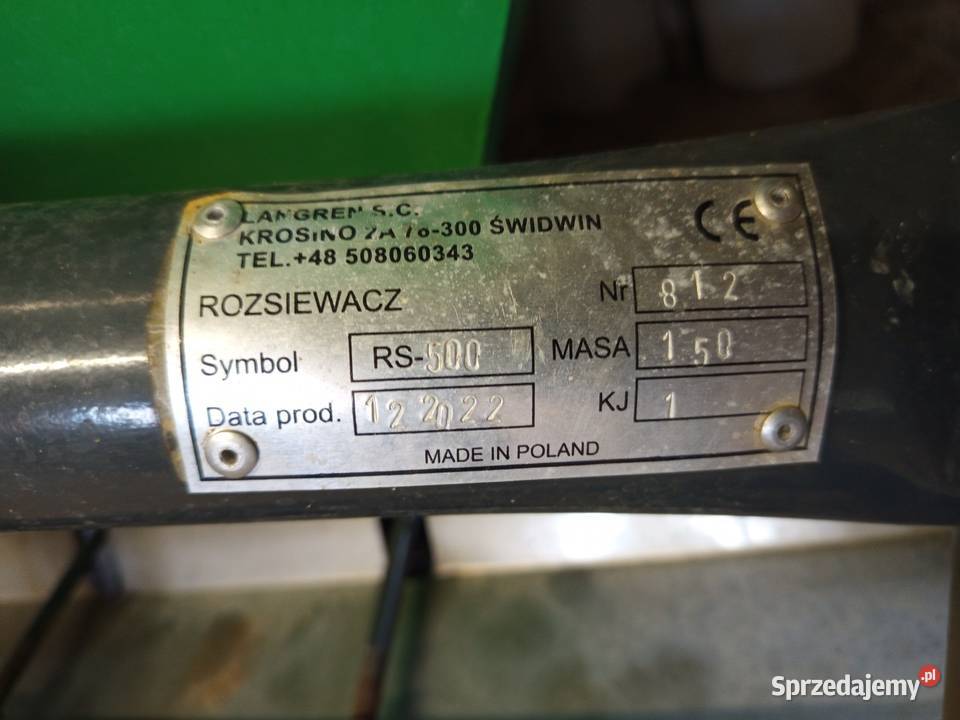 LANGREN S.C.
KROSINO 2A 78-300 ŚWIDWIN
TEL.+48 508060343
CE
ROZSIEWACZ
Nr 812
Symbol RS-500
MASA 150
Data prod. 12 2022
KJ 1
MADE IN POLAND
Sprzedajemy.pl